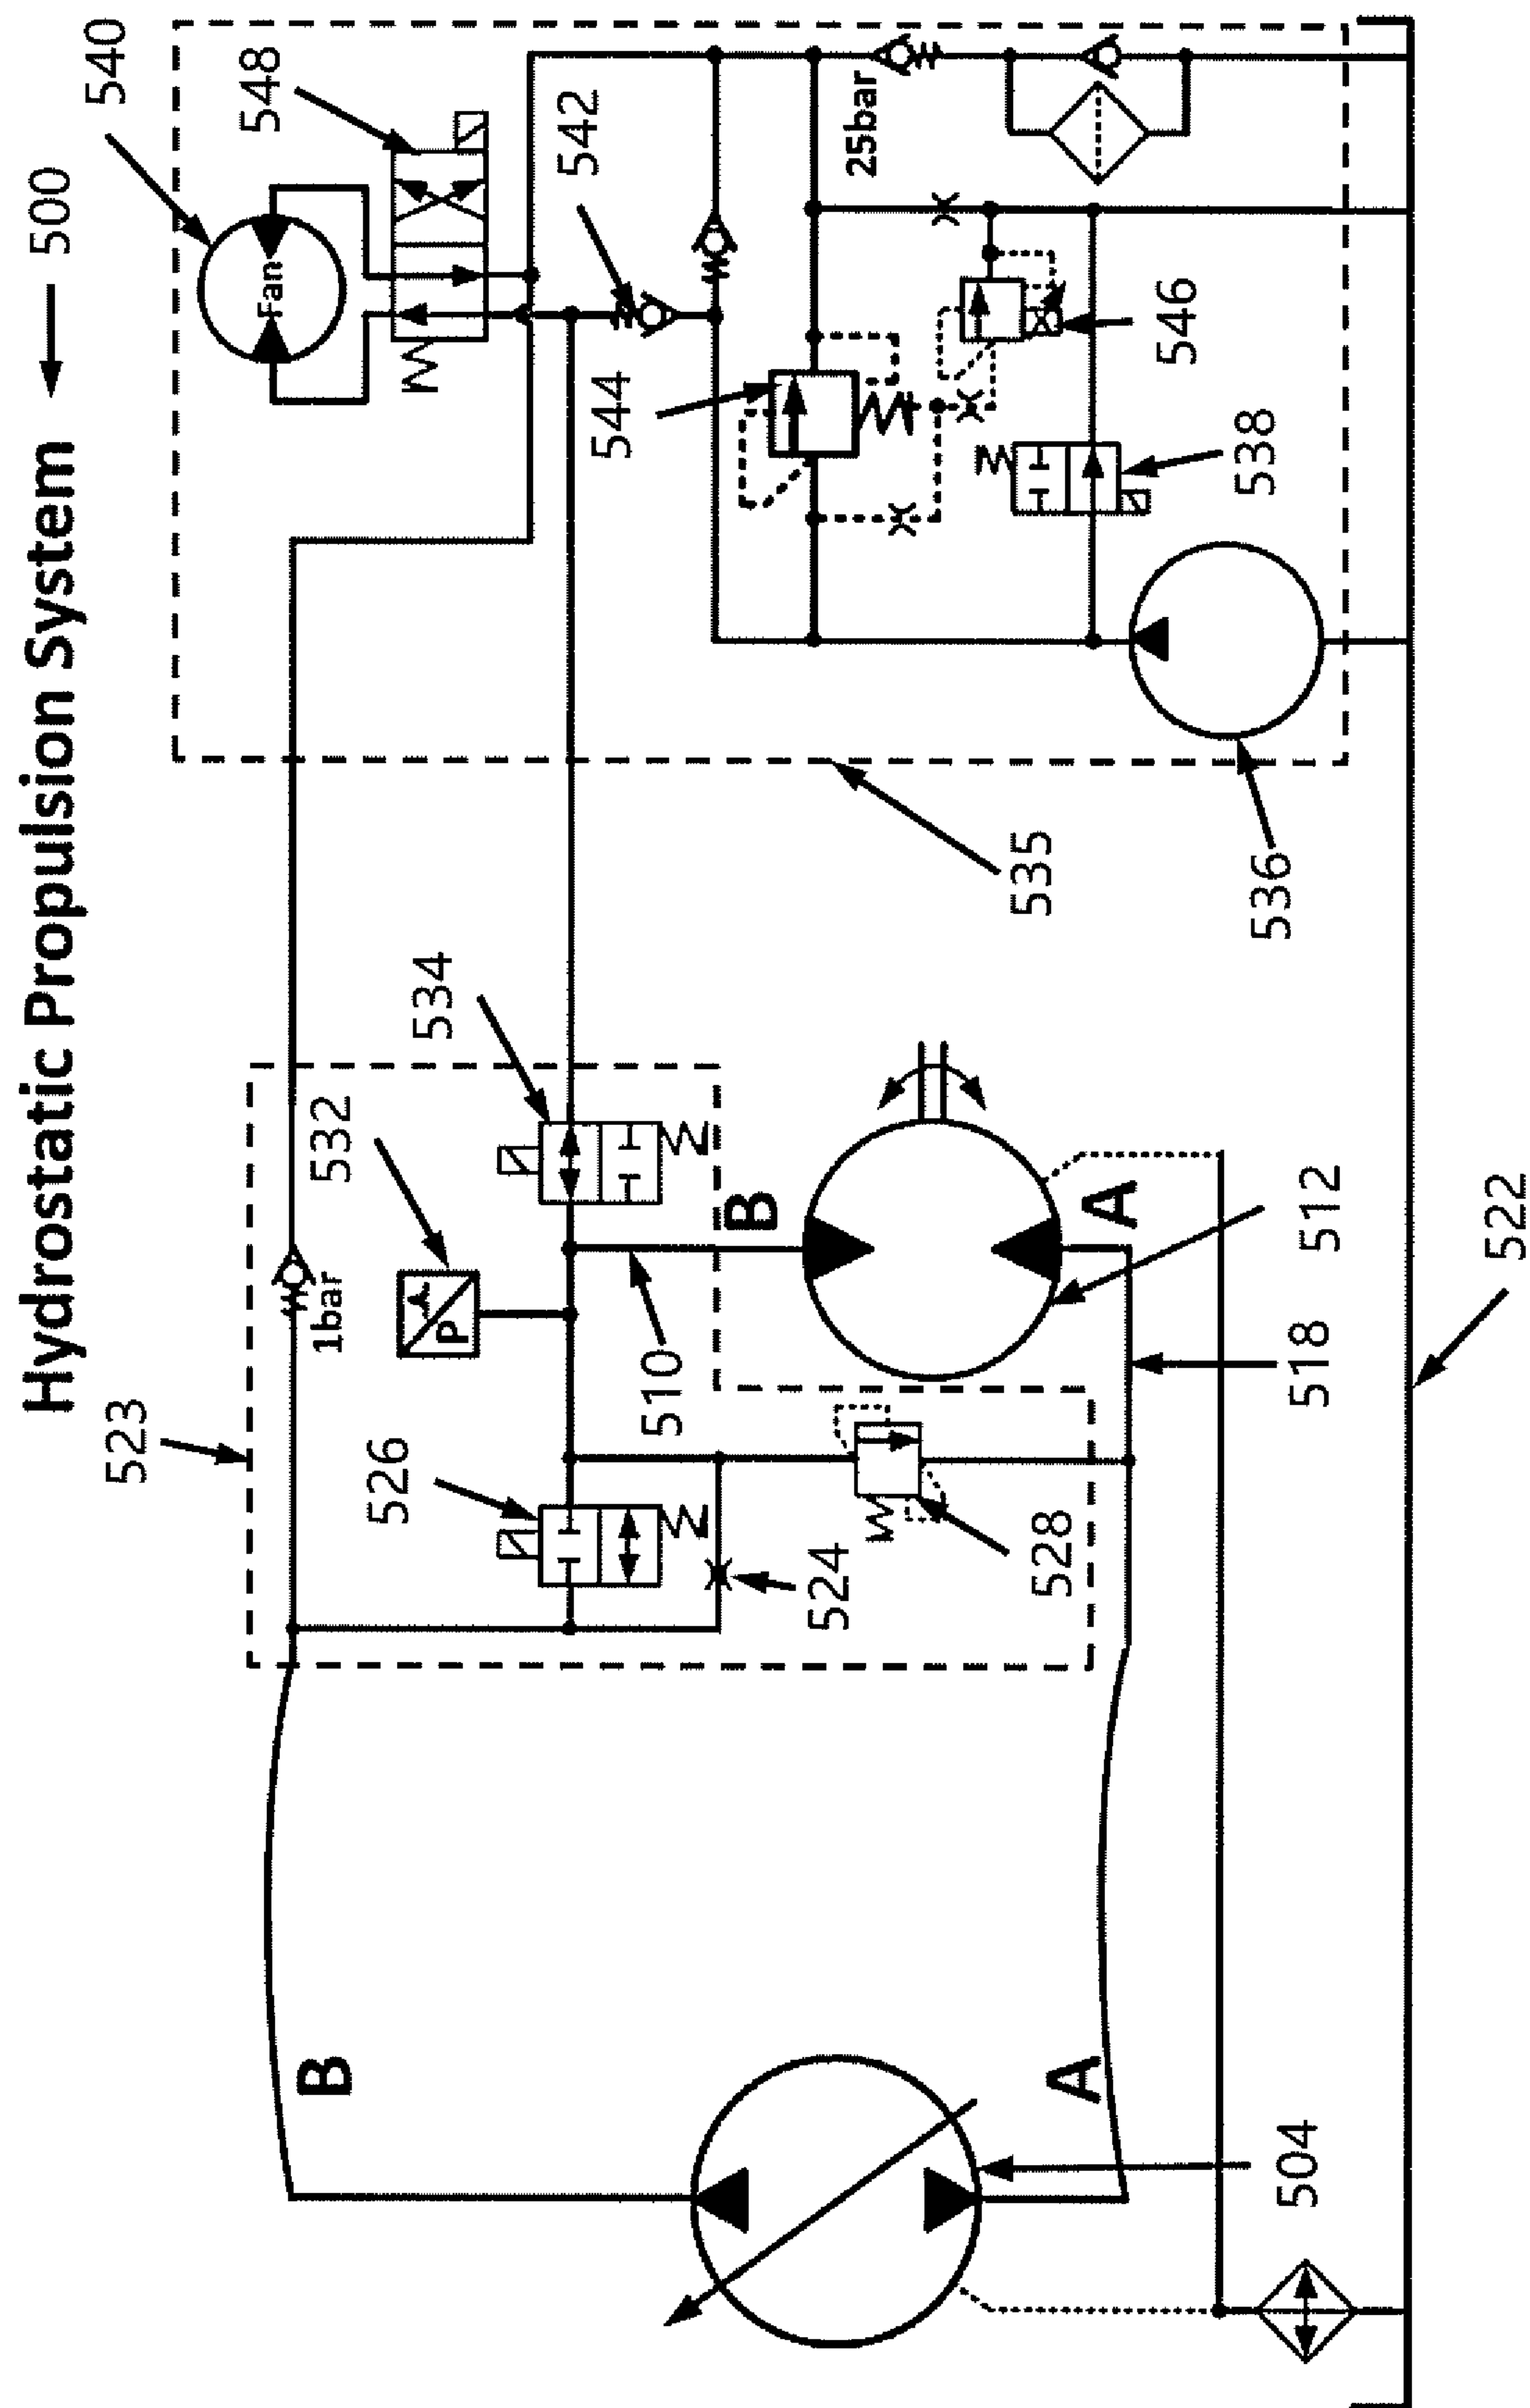 Hydrostatic Propulsion System
500
540
Fan
548
542
523
532
534
1bar
526
510
B
B
544
25bar
546
538
524
528
535
A
A
512
518
536
504
522
P